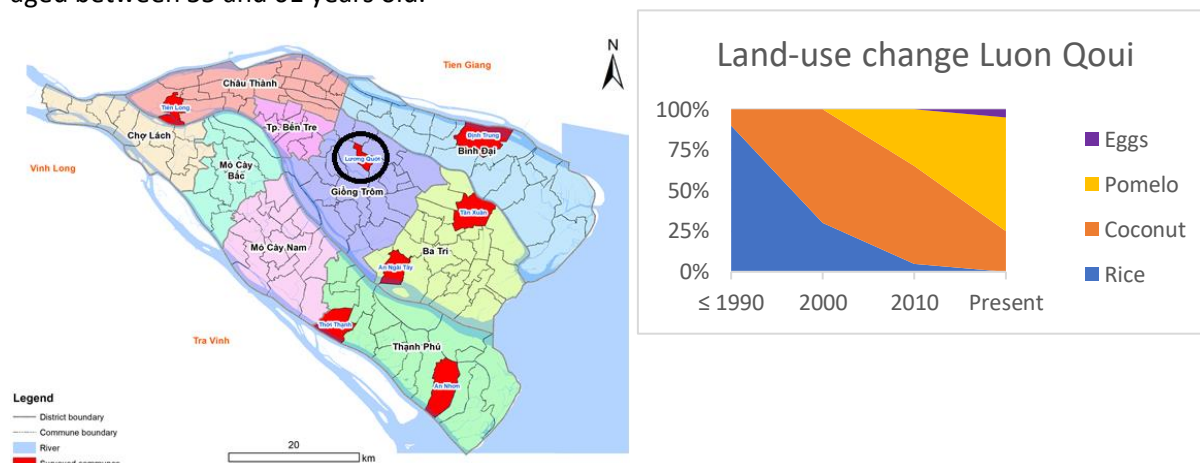 aged between 55 and 61 years old.
N
Tien Giang
Châu Thành
Tiên Long
Tp. Bến Tre
Định Trung
Bình Đại
Chợ Lách
Lương Quới
Vinh Long
Mỏ Cày
Bắc
Giồng Trôm
Tân Xuân
Mỏ Cày Nam
Ba Tri
An Ngãi Tây
Thới Thạnh
Tra Vinh
Thạnh Phú
An Nhơn
Legend
District boundary
Commune boundary
River
Surveyed communes
20
km
Land-use change Luon Qoui
100%
75%
50%
25%
0%
≤ 1990 2000 2010 Present
Eggs
Pomelo
Coconut
Rice